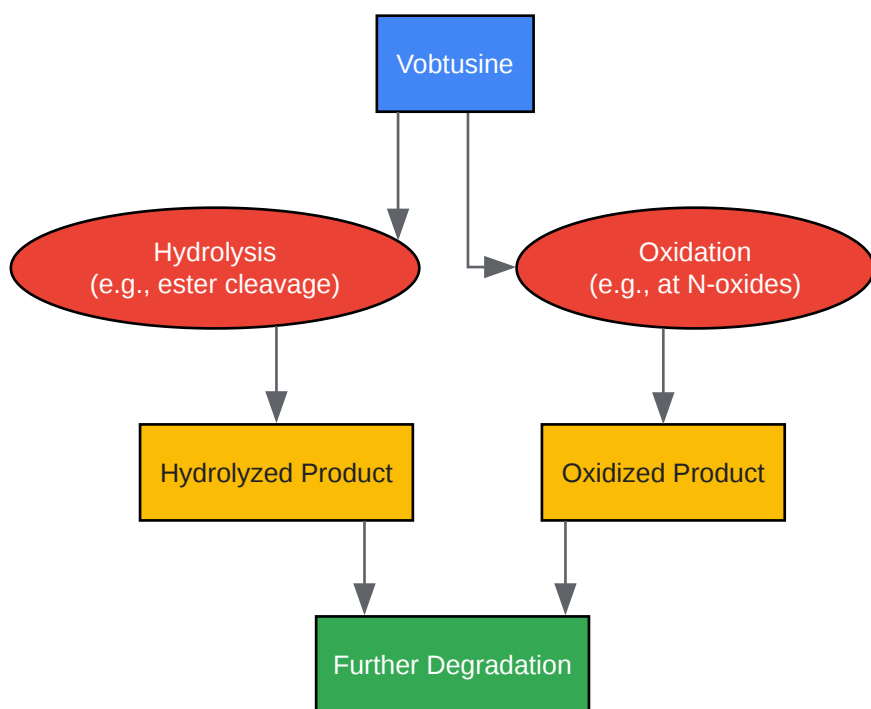 Vobtusine
Hydrolysis
(e.g., ester cleavage)
Oxidation
(e.g., at N-oxides)
Hydrolyzed Product
Oxidized Product
Further Degradation